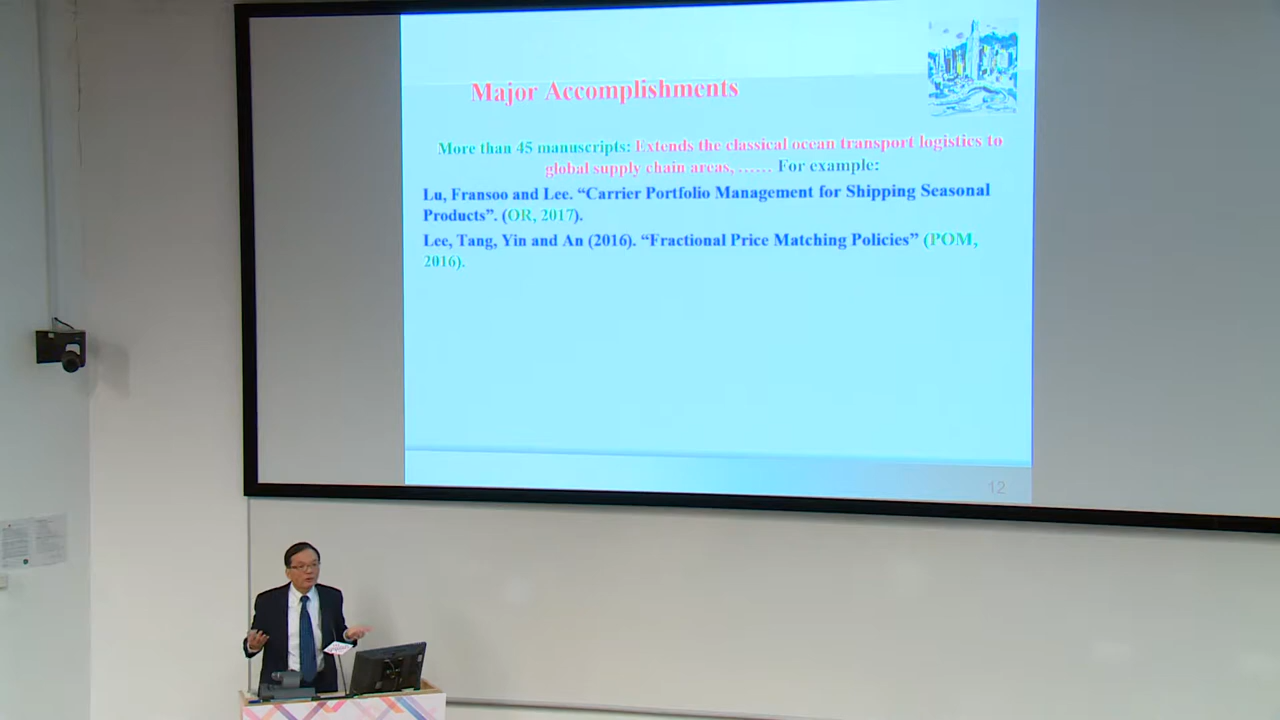 Major Accomplishments
More than 45 manuscripts: Extends the classical ocean transport logistics to
global supply chain areas, …… For example:
Lu, Fransoo and Lee. “Carrier Portfolio Management for Shipping Seasonal
Products”. (OR, 2017).
Lee, Tang, Yin and An (2016). “Fractional Price Matching Policies” (POM,
2016).
12